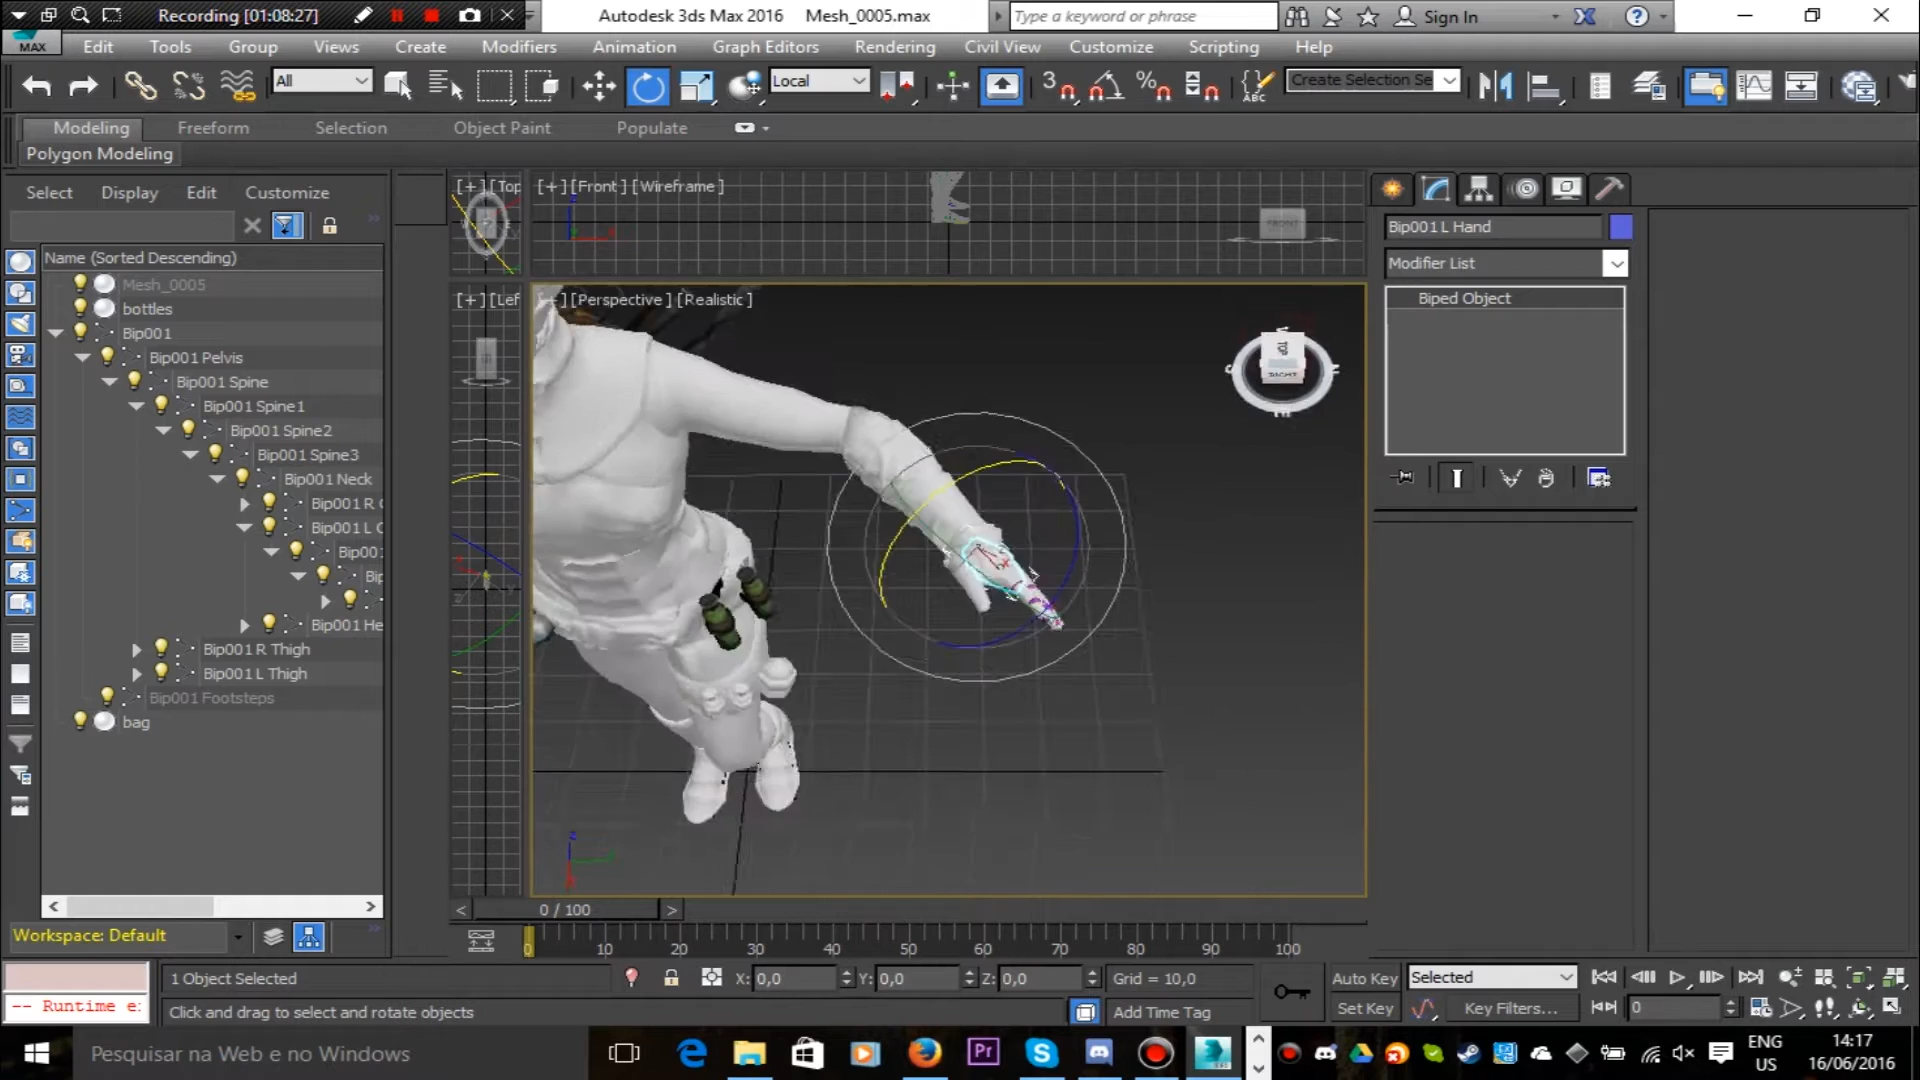 Recording [01:08:27]
Autodesk 3ds Max 2016 Mesh_0005.max
Type a keyword or phrase
Sign In
MAX
Edit Tools Group Views Create Modifiers Animation Graph Editors Rendering Civil View Customize Scripting Help
All
Local
3
%
ABC
Create Selection Se
Modeling Freeform Selection Object Paint Populate
Polygon Modeling
Select Display Edit Customize
Name (Sorted Descending)
Mesh_0005
bottles
Bip001
Bip001 Pelvis
Bip001 Spine
Bip001 Spine1
Bip001 Spine2
Bip001 Spine3
Bip001 Neck
Bip001 R C
Bip001 L C
Bip00
Bip
Bip001 He
Bip001 R Thigh
Bip001 L Thigh
Bip001 Footsteps
bag
Workspace: Default
[+] [Top
[+] [Front] [Wireframe]
FRONT
[+] [Lef
[+] [Perspective] [Realistic]
TOP
Bip001 L Hand
Modifier List
Biped Object
< 0 / 100 >
0 10 20 30 40 50 60 70 80 90 100
1 Object Selected
X: 0,0 Y: 0,0 Z: 0,0
Grid = 10,0
Auto Key
Selected
-- Runtime e:
Click and drag to select and rotate objects
Add Time Tag
Set Key
Key Filters...
0
Pesquisar na Web e no Windows
Pr
ENG
US
14:17
16/06/2016